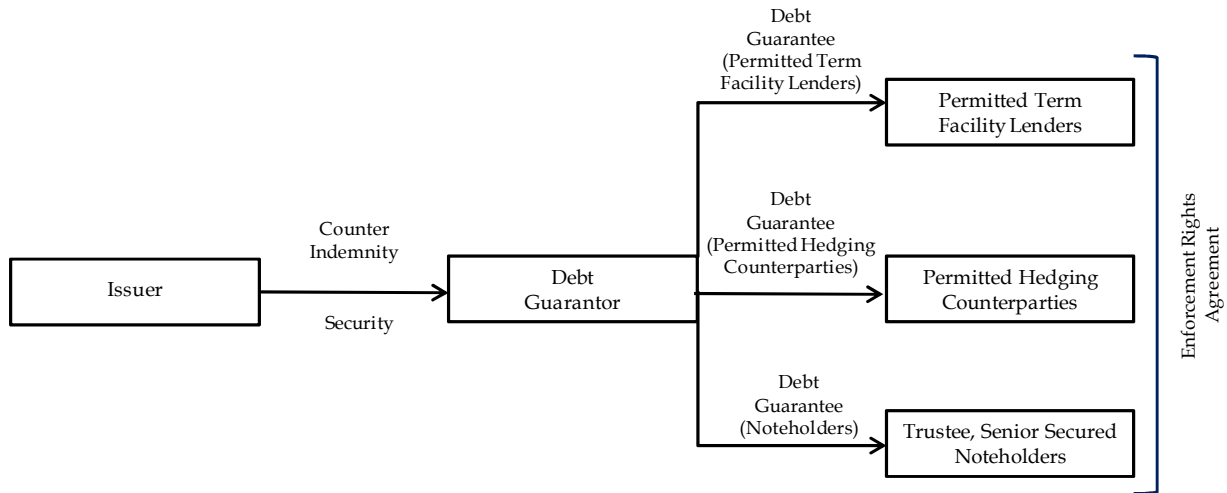 Issuer
Counter
Indemnity
Security
Debt
Guarantor
Debt
Guarantee
(Permitted Term
Facility Lenders)
Permitted Term
Facility Lenders
Debt
Guarantee
(Permitted Hedging
Counterparties)
Permitted Hedging
Counterparties
Debt
Guarantee
(Noteholders)
Trustee, Senior Secured
Noteholders
Enforcement Rights
Agreement